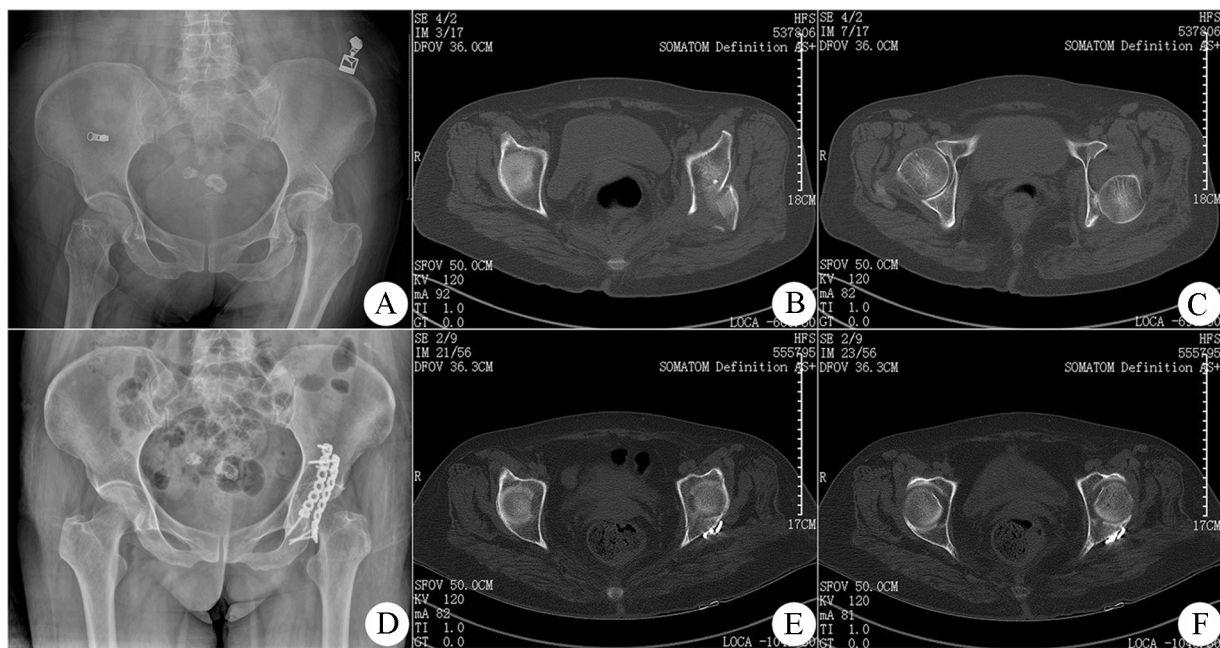 SE 4/2
IM 3/17
DFOV 36.0CM
HFS
537806
SOMATOM Definition AS+
R
18CM
SFOV 50.0CM
KV 120
mA 92
TI 1.0
GT 0.0
A
B
SE 4/2
IM 7/17
DFOV 36.0CM
HFS
537806
SOMATOM Definition AS+
R
18CM
SFOV 50.0CM
KV 120
mA 82
TI 1.0
GT 0.0
C
SE 2/9
IM 21/56
DFOV 36.3CM
HFS
555795
SOMATOM Definition AS+
R
17CM
SFOV 50.0CM
KV 120
mA 82
TI 1.0
GT 0.0
D
E
SE 2/9
IM 23/56
DFOV 36.3CM
HFS
555795
SOMATOM Definition AS+
R
17CM
SFOV 50.0CM
KV 120
mA 81
TI 1.0
GT 0.0
F